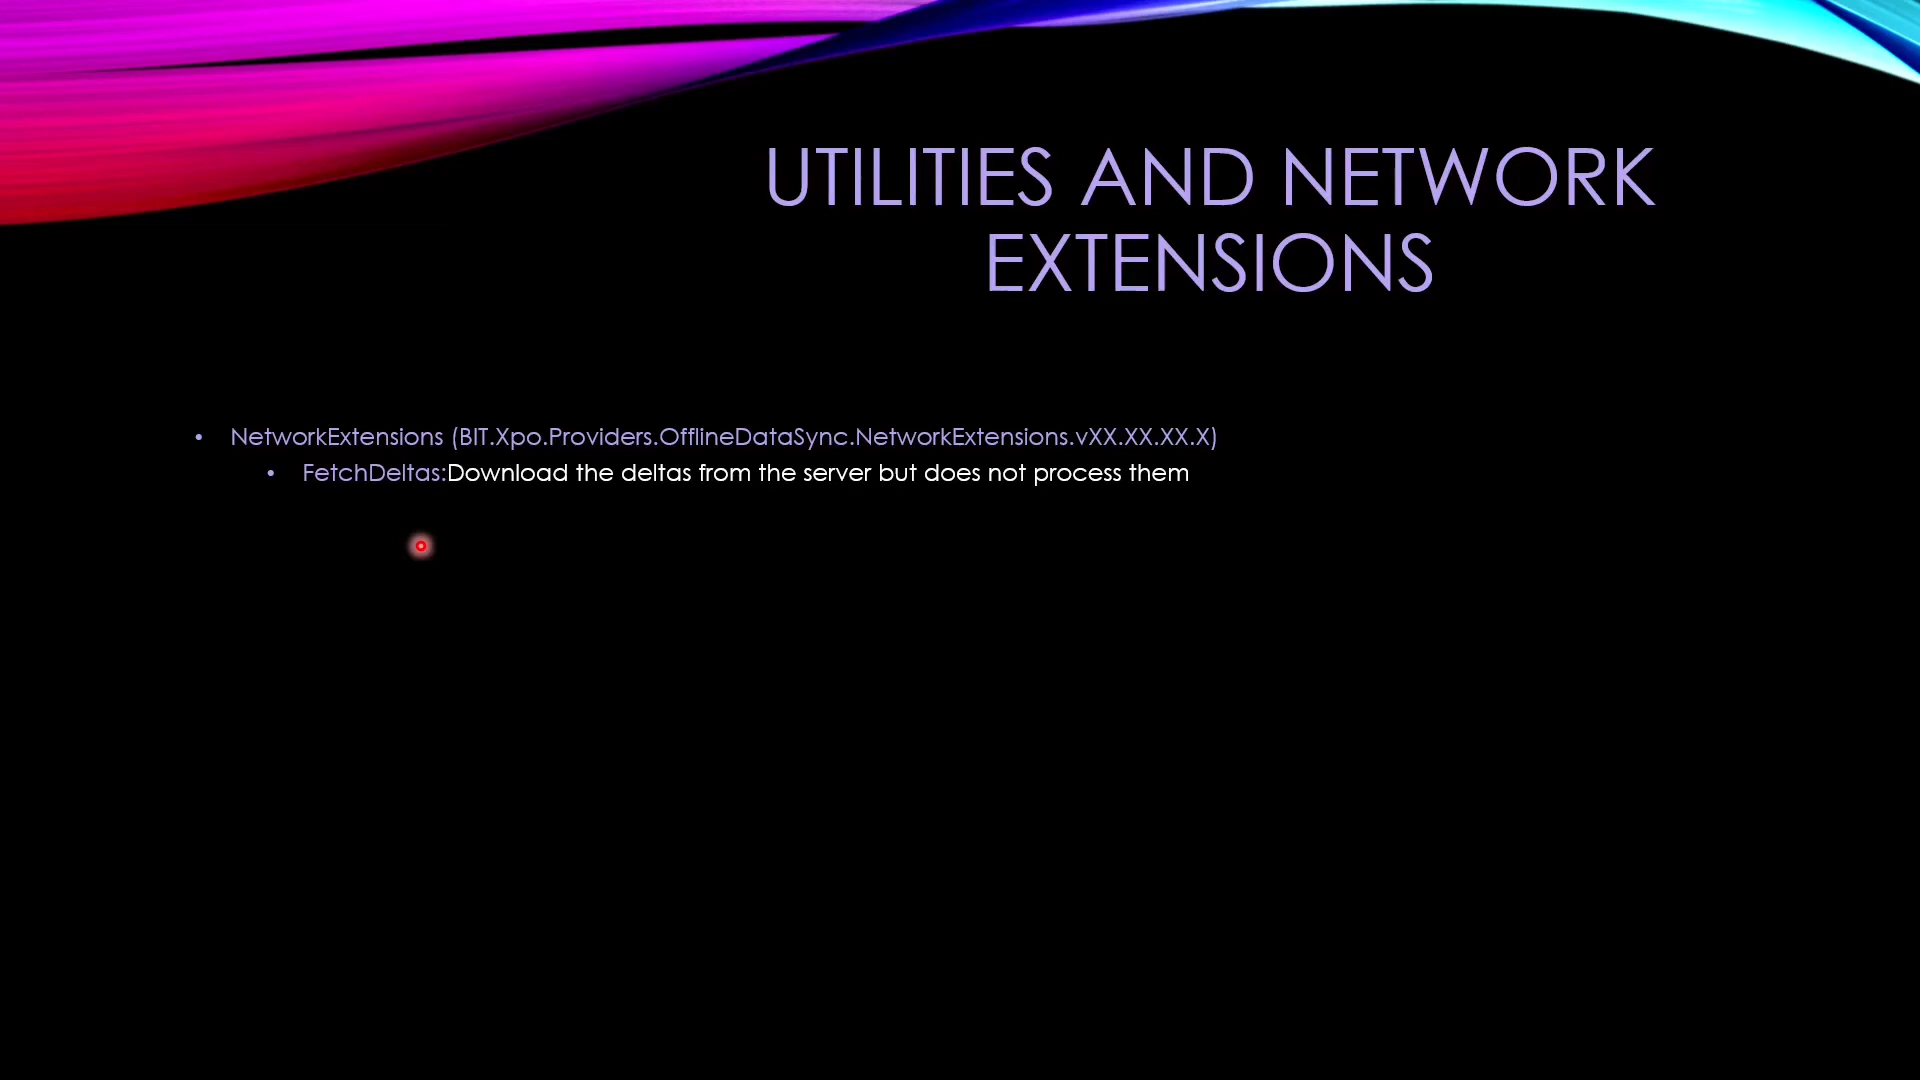 UTILITIES AND NETWORK
EXTENSIONS
• NetworkExtensions (BIT.Xpo.Providers.OfflineDataSync.NetworkExtensions.vXX.XX.XX.X)
• FetchDeltas:Download the deltas from the server but does not process them